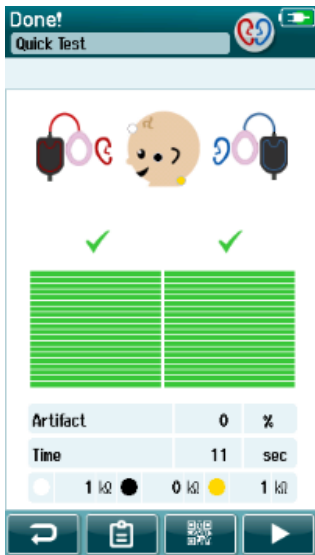 Done!
Quick Test
Artifact 0 %
Time 11 sec
1 kΩ 0 kΩ 1 kΩ